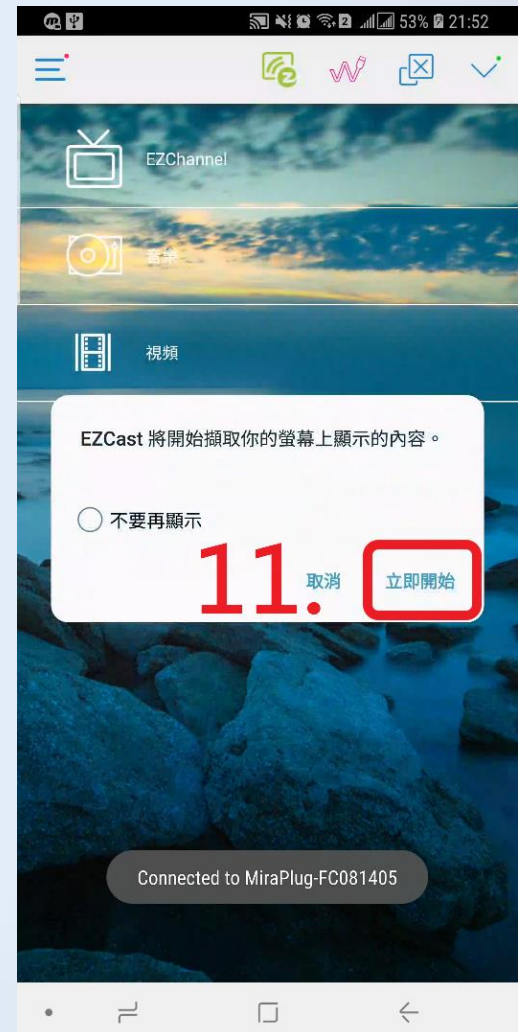 2 53% 21:52
EZChannel
音樂
視頻
EZCast 將開始擷取你的螢幕上顯示的內容。
不要再顯示
11.
取消 立即開始
Connected to MiraPlug-FC081405